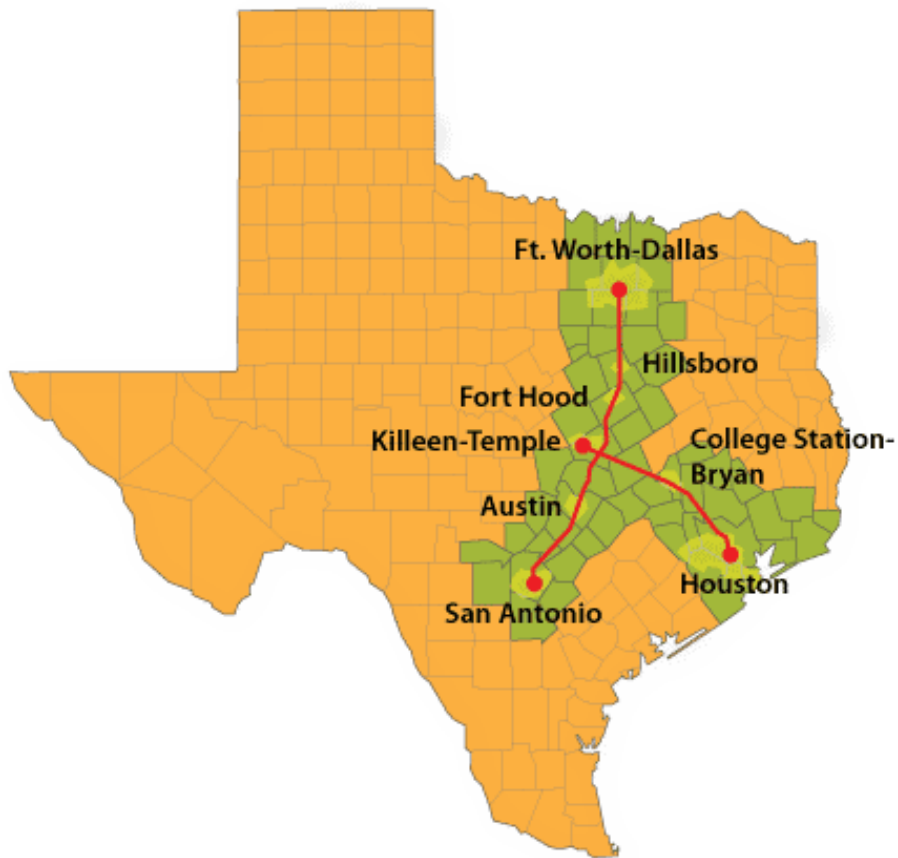 Ft. Worth-Dallas
Hillsboro
Fort Hood
Killeen-Temple
College Station-
Bryan
Austin
Houston
San Antonio